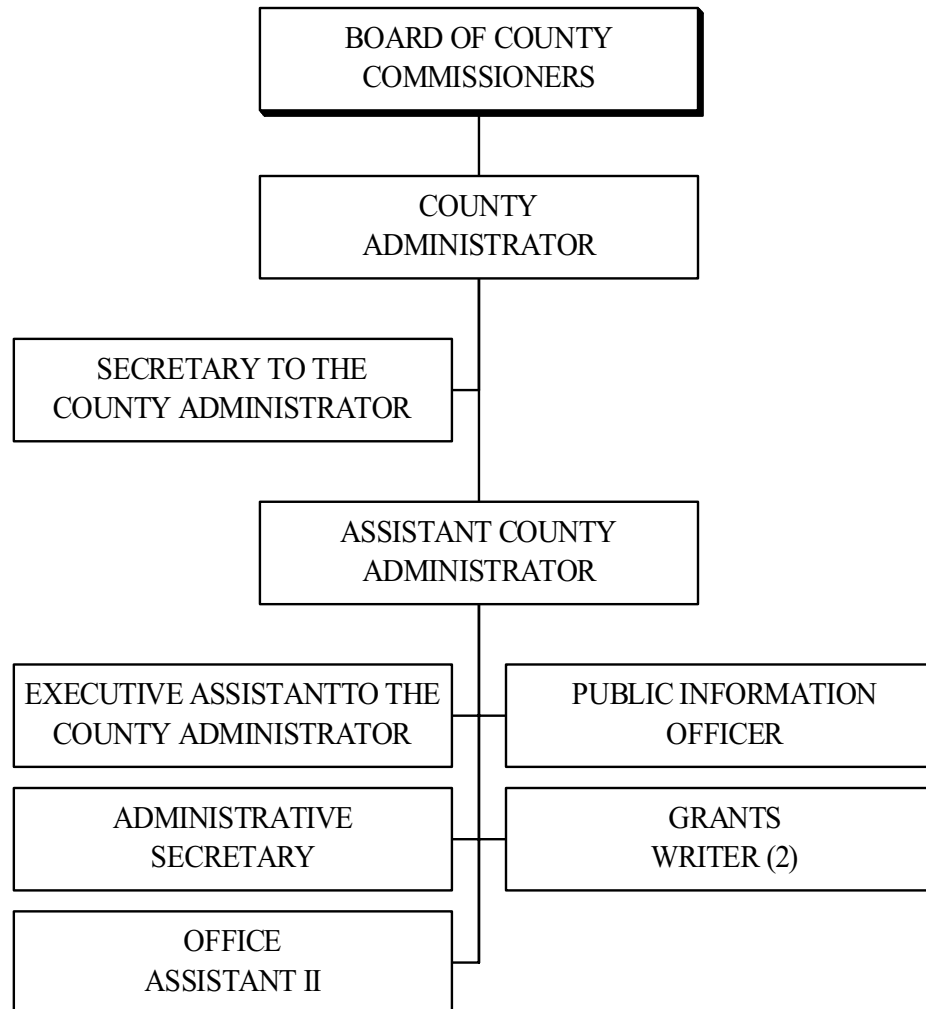 BOARD OF COUNTY
COMMISSIONERS
COUNTY
ADMINISTRATOR
SECRETARY TO THE
COUNTY ADMINISTRATOR
ASSISTANT COUNTY
ADMINISTRATOR
EXECUTIVE ASSISTANTTO THE
COUNTY ADMINISTRATOR
PUBLIC INFORMATION
OFFICER
ADMINISTRATIVE
SECRETARY
GRANTS
WRITER (2)
OFFICE
ASSISTANT II